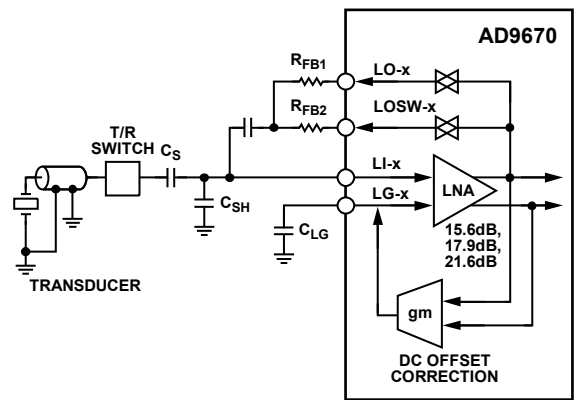 AD9670
RFB1
LO-x
RFB2
LOSW-x
T/R
SWITCH
CS
LI-x
LG-x
LNA
CSH
CLG
15.6dB,
17.9dB,
21.6dB
TRANSDUCER
gm
DC OFFSET
CORRECTION